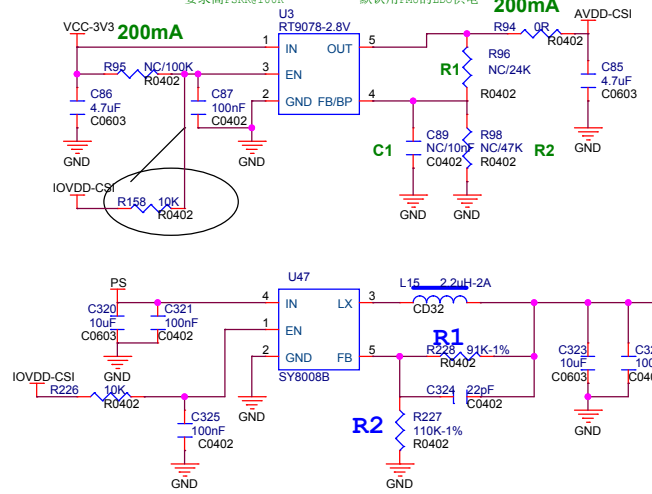 200mA
VCC-3V3
200mA
U3
RT9078-2.8V
1
IN
OUT
5
R94
0R
R0402
AVDD-CSI
R95
NC/100K
R0402
3
EN
R1
R96
NC/24K
R0402
C86
4.7uF
C0603
C87
100nF
C0402
2
GND
FB/BP
4
C85
4.7uF
C0603
C1
C89
NC/10nF
C0402
R98
NC/47K
R0402
R2
GND
GND
GND
GND
GND
IOVDD-CSI
R158
10K
R0402
PS
U47
L15
2.2uH-2A
CD32
4
IN
LX
3
C320
10uF
C0603
C321
100nF
C0402
1
EN
R1
R228
91K-1%
R0402
2
GND
FB
5
SY8008B
C323
10uF
C0603
GND
IOVDD-CSI
R226
10K
R0402
C324
22pF
C0402
C325
100nF
C0402
R2
R227
110K-1%
R0402
GND
GND
GND
GND